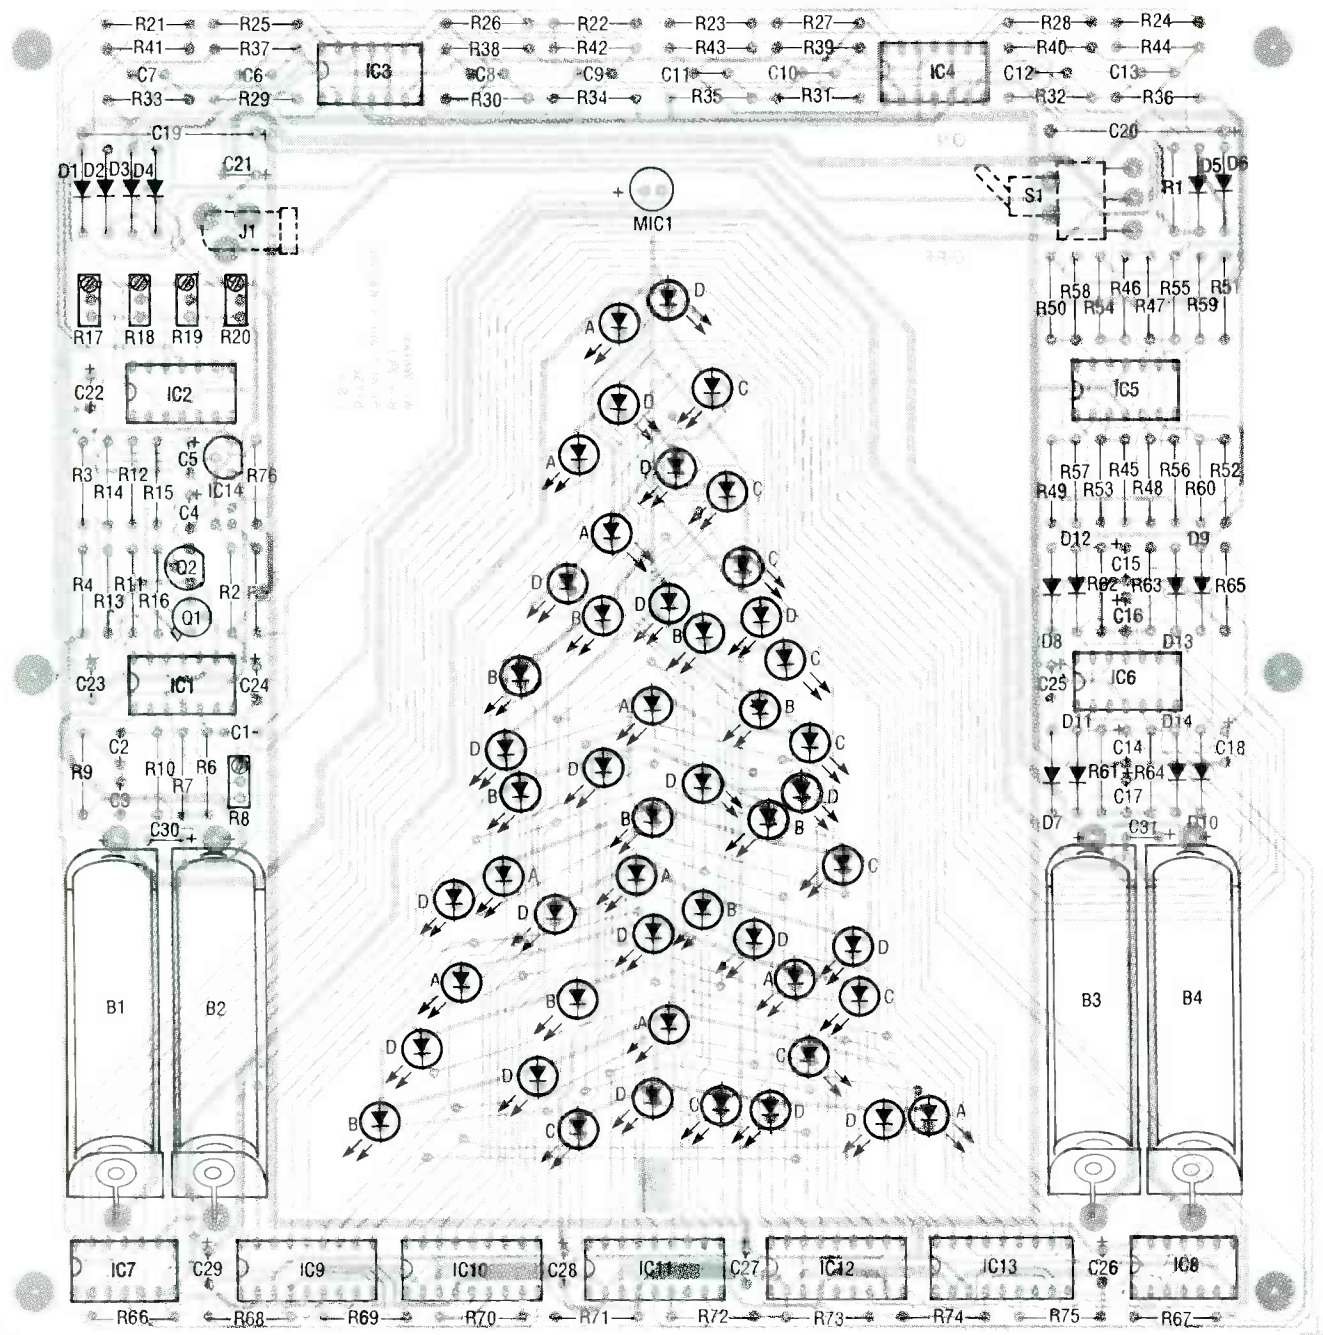 R21 R25 R26 R22 R23 R27 R28 R24
R41 R37 R38 R42 R43 R39 R40 R44
IC3 IC4
C7 C6 C8 C9 C11 C10 C12 C13
R33 R29 R30 R34 R35 R31 R32 R36
C19 C20 +
D1 D2 D3 D4 C21 D5 D6
+ R1 S1
MIC1
J1
R58 R46 R55 R51
R50 R54 R47 R59
D
A
R17 R18 R19 R20
C22 IC2 IC5
C
D
A D
C
R3 R12 C5 R76
R14 R15 IC14
C4
R57 R45 R56 R52
R49 R53 R48 R60
A
D12 D9
C15
C
R4 R11 Q2 R2
R13 R16
Q1
D
R62 R63 R65
C16
D8 D13
B D B D
C
C23 IC1 C24
C25 IC6
B
A B
D11 D14
C1
C2 C14 C18
D C
R9 R10 R6
R7
C3 R8
D D
R61 R64
C17
D7 D10
B D
B B
C30 + C31 +
C
A A
D D B
D D D
A A
B1 B2 B C B3 B4
A
D C
D
D C D D A
B C
IC7 C29 IC9 IC10 C28 IC11 C27 IC12 IC13 C26 IC8
R66 R68 R69 R70 R71 R72 R73 R74 R75 R67